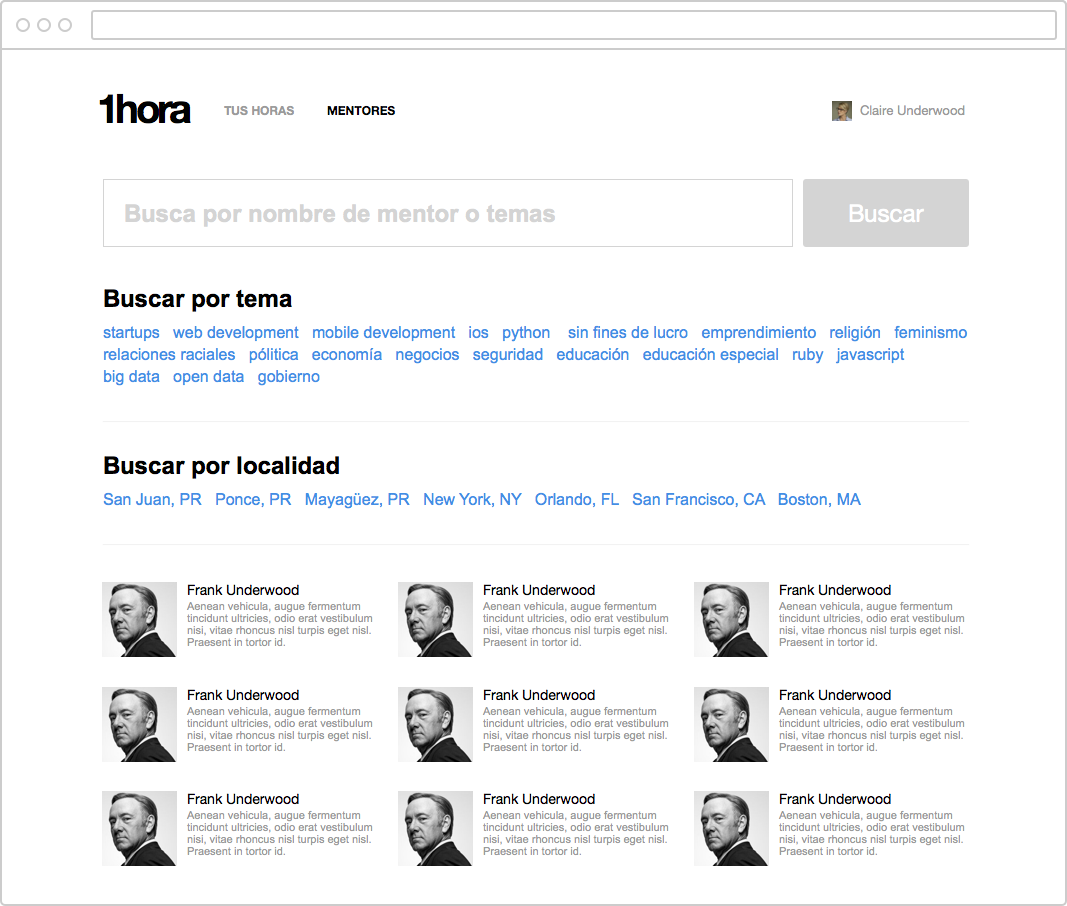 1hora TUS HORAS MENTORES Claire Underwood
Busca por nombre de mentor o temas Buscar
Buscar por tema
startups web development mobile development ios python sin fines de lucro emprendimiento religión feminismo
relaciones raciales pólitica economía negocios seguridad educación educación especial ruby javascript
big data open data gobierno
Buscar por localidad
San Juan, PR Ponce, PR Mayagüez, PR New York, NY Orlando, FL San Francisco, CA Boston, MA
Frank Underwood
Aenean vehicula, augue fermentum
tincidunt ultricies, odio erat vestibulum
nisi, vitae rhoncus nisl turpis eget nisl.
Praesent in tortor id.
Frank Underwood
Aenean vehicula, augue fermentum
tincidunt ultricies, odio erat vestibulum
nisi, vitae rhoncus nisl turpis eget nisl.
Praesent in tortor id.
Frank Underwood
Aenean vehicula, augue fermentum
tincidunt ultricies, odio erat vestibulum
nisi, vitae rhoncus nisl turpis eget nisl.
Praesent in tortor id.
Frank Underwood
Aenean vehicula, augue fermentum
tincidunt ultricies, odio erat vestibulum
nisi, vitae rhoncus nisl turpis eget nisl.
Praesent in tortor id.
Frank Underwood
Aenean vehicula, augue fermentum
tincidunt ultricies, odio erat vestibulum
nisi, vitae rhoncus nisl turpis eget nisl.
Praesent in tortor id.
Frank Underwood
Aenean vehicula, augue fermentum
tincidunt ultricies, odio erat vestibulum
nisi, vitae rhoncus nisl turpis eget nisl.
Praesent in tortor id.
Frank Underwood
Aenean vehicula, augue fermentum
tincidunt ultricies, odio erat vestibulum
nisi, vitae rhoncus nisl turpis eget nisl.
Praesent in tortor id.
Frank Underwood
Aenean vehicula, augue fermentum
tincidunt ultricies, odio erat vestibulum
nisi, vitae rhoncus nisl turpis eget nisl.
Praesent in tortor id.
Frank Underwood
Aenean vehicula, augue fermentum
tincidunt ultricies, odio erat vestibulum
nisi, vitae rhoncus nisl turpis eget nisl.
Praesent in tortor id.